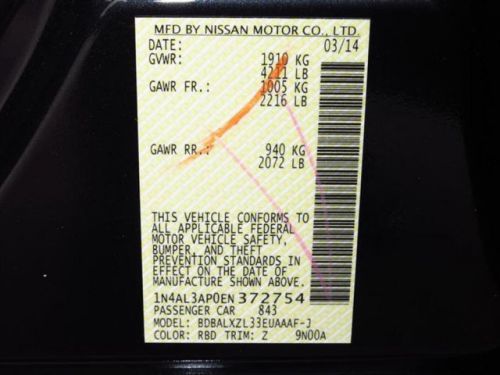 MFD BY NISSAN MOTOR CO., LTD.
DATE: 03/14
GVWR: 1910 KG
4211 LB
GAWR FR.: 1005 KG
2216 LB
GAWR RR.: 940 KG
2072 LB
THIS VEHICLE CONFORMS TO
ALL APPLICABLE FEDERAL
MOTOR VEHICLE SAFETY,
BUMPER, AND THEFT
PREVENTION STANDARDS IN
EFFECT ON THE DATE OF
MANUFACTURE SHOWN ABOVE.
1N4AL3AP0EN372754
PASSENGER CAR 843
MODEL: BDBALXZL33EUAAAF-J
COLOR: RBD TRIM: Z 9N00A